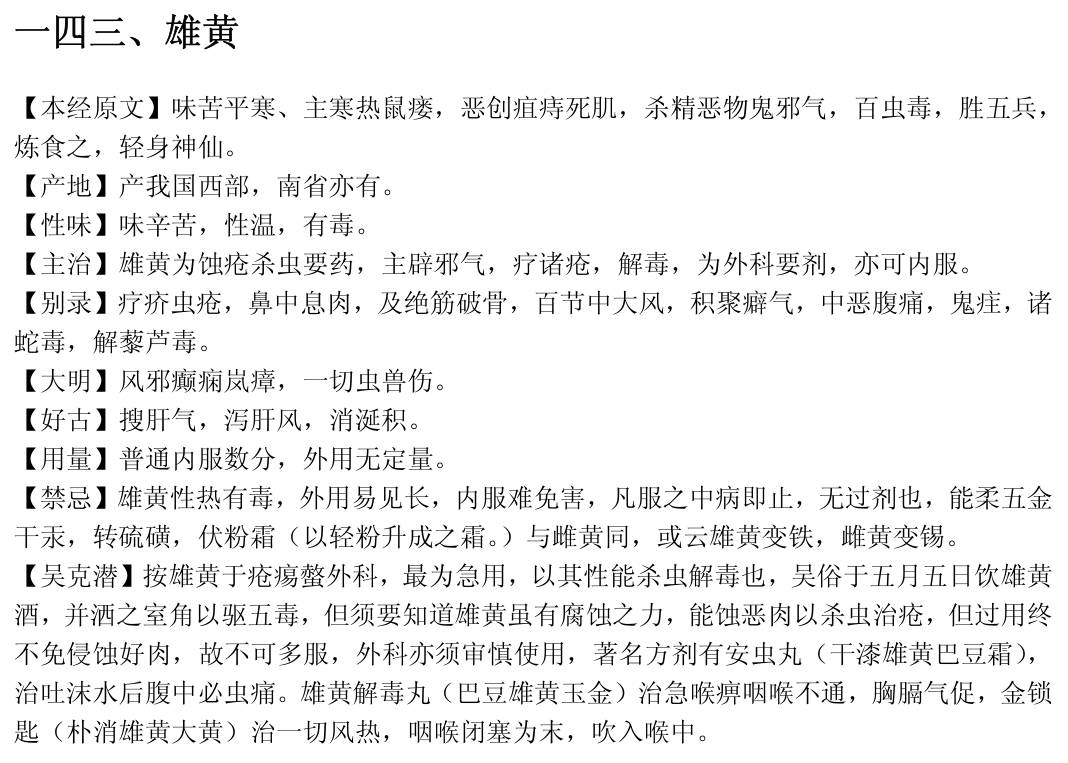 一四三、雄黄
【本经原文】味苦平寒、主寒热鼠瘘，恶创疽痔死肌，杀精恶物鬼邪气，百虫毒，胜五兵，
炼食之，轻身神仙。
【产地】产我国西部，南省亦有。
【性味】味辛苦，性温，有毒。
【主治】雄黄为蚀疮杀虫要药，主辟邪气，疗诸疮，解毒，为外科要剂，亦可内服。
【别录】疗疥虫疮，鼻中息肉，及绝筋破骨，百节中大风，积聚癖气，中恶腹痛，鬼疰，诸
蛇毒，解藜芦毒。
【大明】风邪癫痫岚瘴，一切虫兽伤。
【好古】搜肝气，泻肝风，消涎积。
【用量】普通内服数分，外用无定量。
【禁忌】雄黄性热有毒，外用易见长，内服难免害，凡服之中病即止，无过剂也，能柔五金
干汞，转硫磺，伏粉霜（以轻粉升成之霜。）与雌黄同，或云雄黄变铁，雌黄变锡。
【吴克潜】按雄黄于疮疡螫外科，最为急用，以其性能杀虫解毒也，吴俗于五月五日饮雄黄
酒，并洒之室角以驱五毒，但须要知道雄黄虽有腐蚀之力，能蚀恶肉以杀虫治疮，但过用终
不免侵蚀好肉，故不可多服，外科亦须审慎使用，著名方剂有安虫丸（干漆雄黄巴豆霜），
治吐沫水后腹中必虫痛。雄黄解毒丸（巴豆雄黄玉金）治急喉痹咽喉不通，胸膈气促，金锁
匙（朴消雄黄大黄）治一切风热，咽喉闭塞为末，吹入喉中。